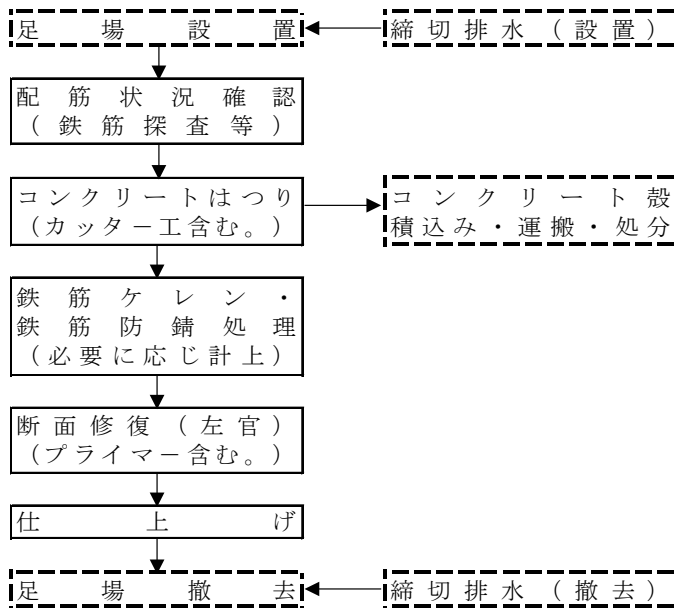 足場設置
締切排水(設置)
配筋状況確認
(鉄筋探査等)
コンクリートはつり
(カッター工含む。)
コンクリート殻
積込み・運搬・処分
鉄筋ケレン・
鉄筋防錆処理
(必要に応じ計上)
断面修復(左官)
(プライマー含む。)
仕上げ
足場撤去
締切排水(撤去)